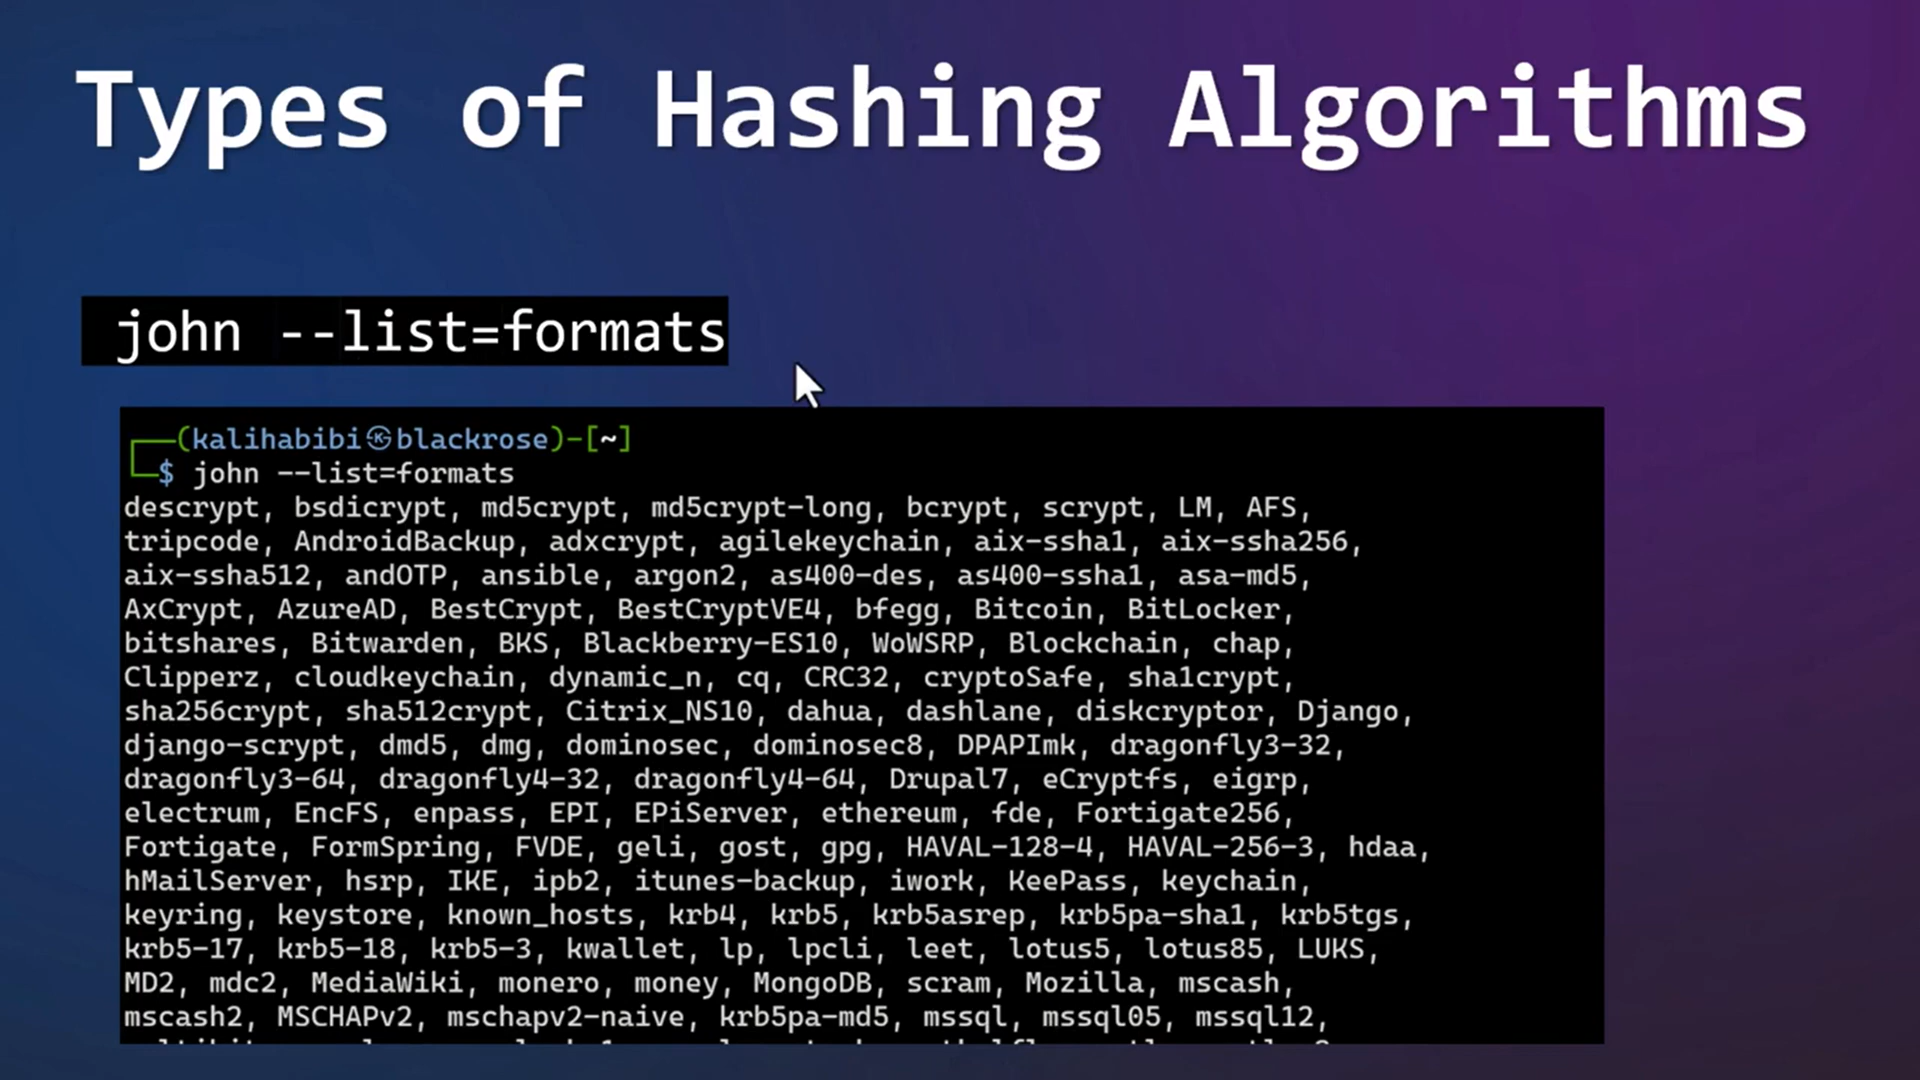 Types of Hashing Algorithms
john --list=formats
(kalihabibi㉿blackrose)-[~]
$ john --list=formats
descrypt, bsdicrypt, md5crypt, md5crypt-long, bcrypt, scrypt, LM, AFS,
tripcode, AndroidBackup, adxcrypt, agilekeychain, aix-ssha1, aix-ssha256,
aix-ssha512, andOTP, ansible, argon2, as400-des, as400-ssha1, asa-md5,
AxCrypt, AzureAD, BestCrypt, BestCryptVE4, bfegg, Bitcoin, BitLocker,
bitshares, Bitwarden, BKS, Blackberry-ES10, WoWSRP, Blockchain, chap,
Clipperz, cloudkeychain, dynamic_n, cq, CRC32, cryptoSafe, sha1crypt,
sha256crypt, sha512crypt, Citrix_NS10, dahua, dashlane, diskcryptor, Django,
django-scrypt, dmd5, dmg, dominosec, dominosec8, DPAPImk, dragonfly3-32,
dragonfly3-64, dragonfly4-32, dragonfly4-64, Drupal7, eCryptfs, eigrp,
electrum, EncFS, enpass, EPI, EPiServer, ethereum, fde, Fortigate256,
Fortigate, FormSpring, FVDE, geli, gost, gpg, HAVAL-128-4, HAVAL-256-3, hdaa,
hMailServer, hsrp, IKE, ipb2, itunes-backup, iwork, KeePass, keychain,
keyring, keystore, known_hosts, krb4, krb5, krb5asrep, krb5pa-sha1, krb5tgs,
krb5-17, krb5-18, krb5-3, kwallet, lp, lpcli, leet, lotus5, lotus85, LUKS,
MD2, mdc2, MediaWiki, monero, money, MongoDB, scram, Mozilla, mscash,
mscash2, MSCHAPv2, mschapv2-naive, krb5pa-md5, mssql, mssql05, mssql12,